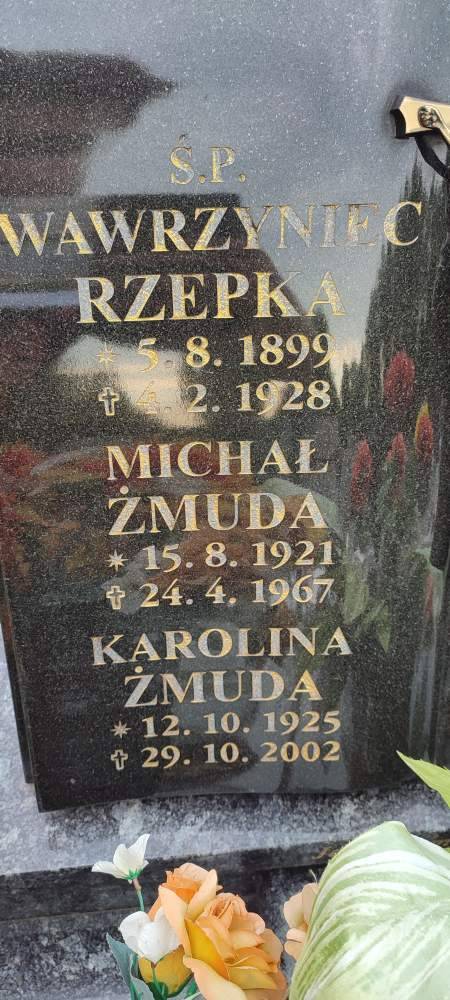 Ś.P.
WAWRZYNIEC
RZEPKA
* 5. 8. 1899
✝ 4. 2. 1928
MICHAŁ
ŻMUDA
* 15. 8. 1921
✝ 24. 4. 1967
KAROLINA
ŻMUDA
* 12. 10. 1925
✝ 29. 10. 2002